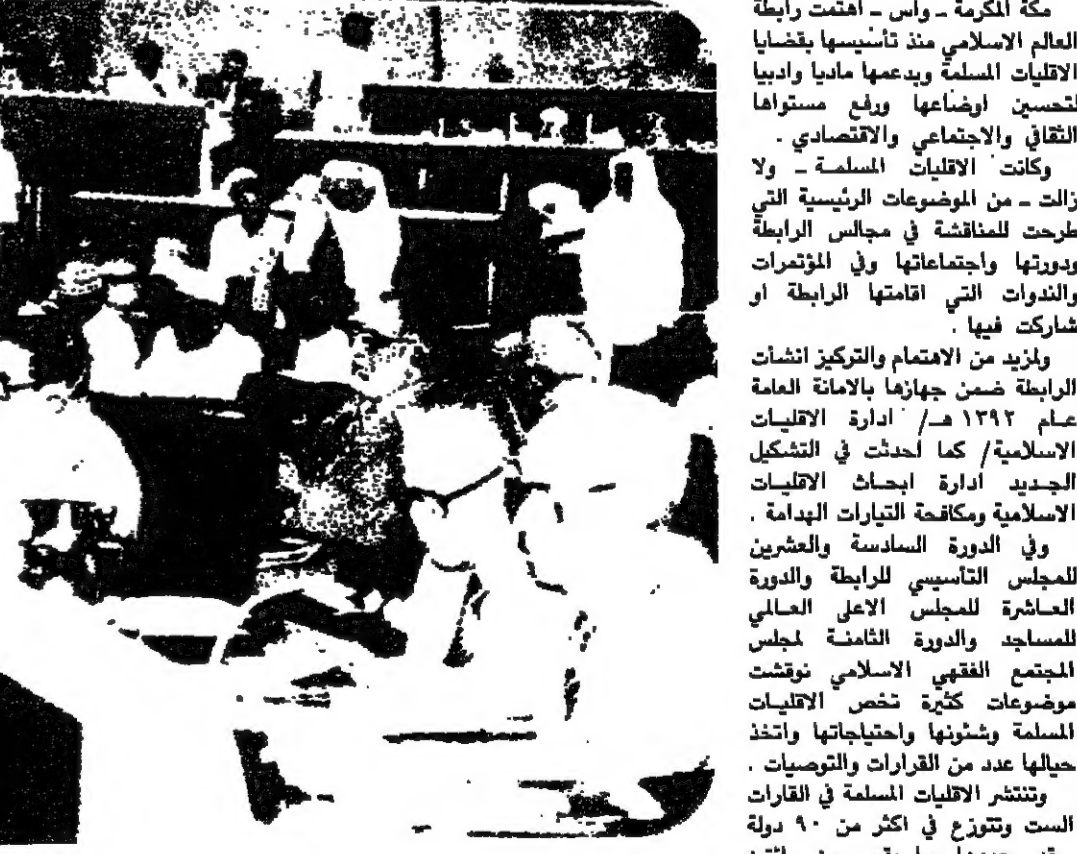 مكة المكرمة ـ واس ـ اهتمت رابطة
العالم الاسلامي منذ تأسيسها بقضايا
الاقليات المسلمة وبدعمها ماديا وادبيا
لتحسين اوضاعها ورفع مستواها
الثقافي والاجتماعي والاقتصادي .
وكانت الاقليات المسلمة ـ ولا
زالت ـ من الموضوعات الرئيسية التي
طرحت للمناقشة في مجالس الرابطة
ودورتها واجتماعاتها وفي المؤتمرات
والندوات التي اقامتها الرابطة او
شاركت فيها .
ولمزيد من الاهتمام والتركيز انشأت
الرابطة ضمن جهازها بالامانة العامة
عام ١٣٩٢ هـ/ ادارة الاقليات
الاسلامية/ كما أحدثت في التشكيل
الجديد ادارة ابحاث الاقليات
الاسلامية ومكافحة التيارات الهدامة .
وفي الدورة السادسة والعشرين
للمجلس التأسيسي للرابطة والدورة
العاشرة للمجلس الاعلى العالمي
للمساجد والدورة الثامنة لمجلس
المجتمع الفقهي الاسلامي نوقشت
موضوعات كثيرة تخص الاقليات
المسلمة وشئونها واحتياجاتها واتخذ
حيالها عدد من القرارات والتوصيات .
وتنتشر الاقليات المسلمة في القارات
الست وتتوزع في اكثر من ٩٠ دولة